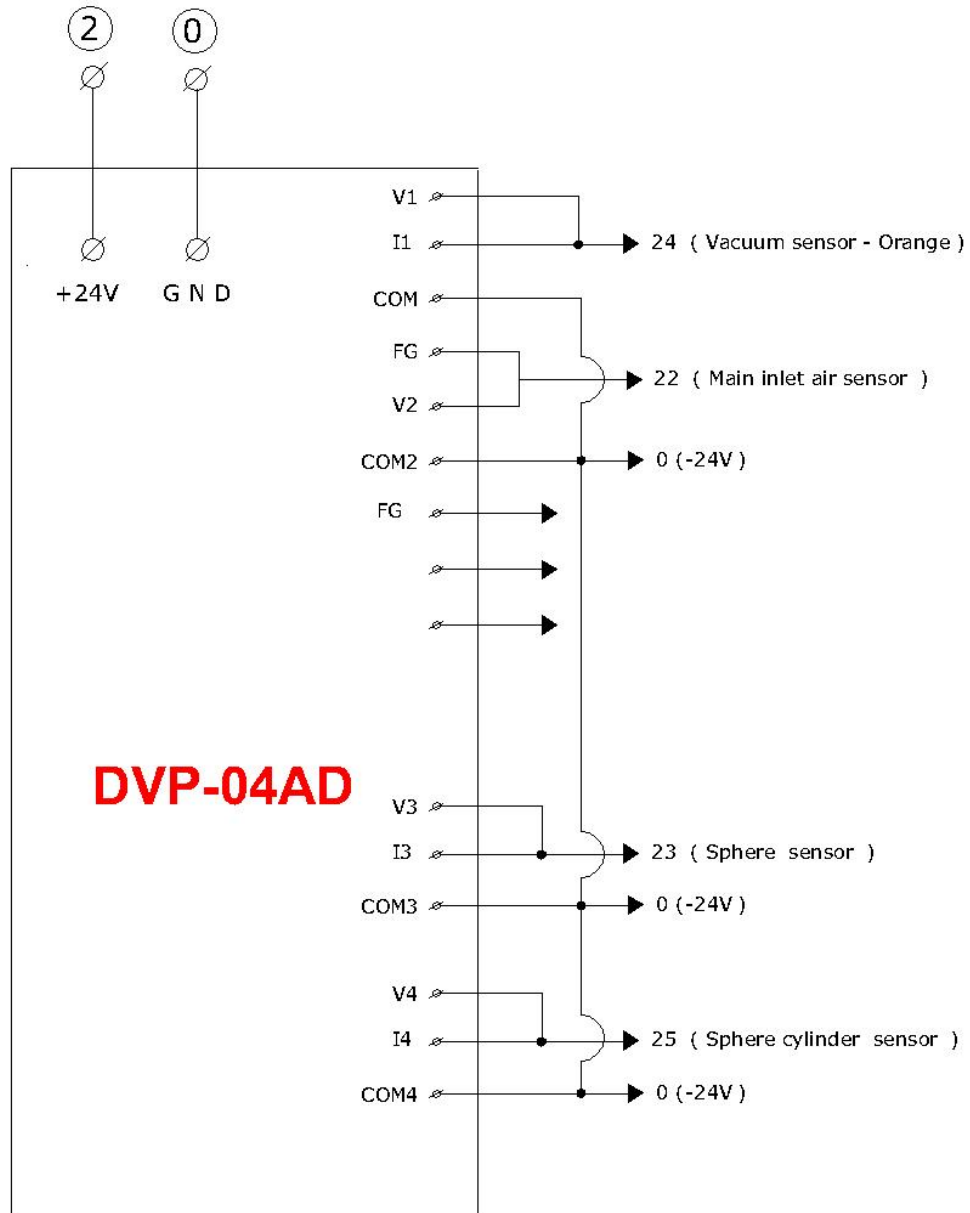 2 0
+24V G N D
V1
I1 24 ( Vacuum sensor - Orange )
COM
FG
22 ( Main inlet air sensor )
V2
COM2 0 (-24V )
FG
DVP-04AD
V3
I3 23 ( Sphere sensor )
COM3 0 (-24V )
V4
I4 25 ( Sphere cylinder sensor )
COM4 0 (-24V )